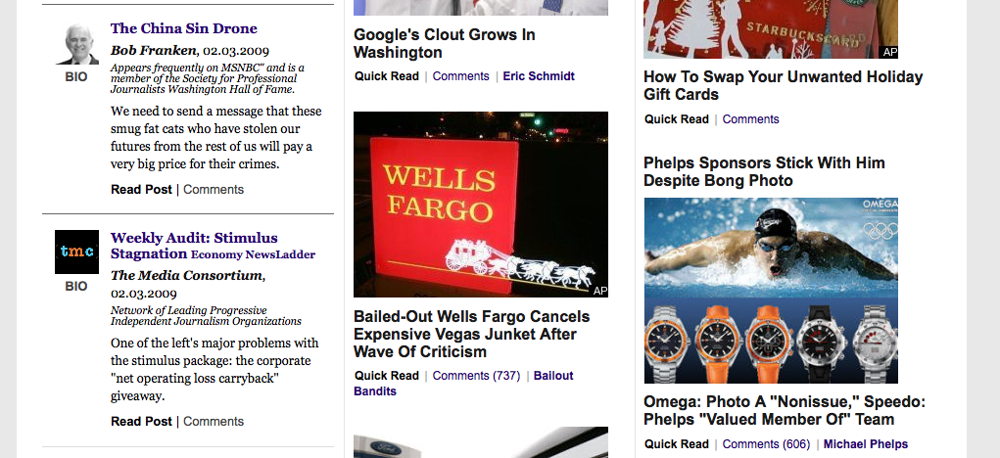 The China Sin Drone
Bob Franken, 02.03.2009
Appears frequently on MSNBC" and is a
member of the Society for Professional
Journalists Washington Hall of Fame.
BIO
We need to send a message that these
smug fat cats who have stolen our
futures from the rest of us will pay a
very big price for their crimes.
Read Post | Comments
tmc
BIO
Weekly Audit: Stimulus
Stagnation Economy NewsLadder
The Media Consortium,
02.03.2009
Network of Leading Progressive
Independent Journalism Organizations
One of the left's major problems with
the stimulus package: the corporate
"net operating loss carryback"
giveaway.
Read Post | Comments
Google's Clout Grows In
Washington
Quick Read | Comments | Eric Schmidt
WELLS
FARGO
AP
Bailed-Out Wells Fargo Cancels
Expensive Vegas Junket After
Wave Of Criticism
Quick Read | Comments (737) | Bailout
Bandits
Ford
STARBUCKS CARD
AP
How To Swap Your Unwanted Holiday
Gift Cards
Quick Read | Comments
Phelps Sponsors Stick With Him
Despite Bong Photo
OMEGA
Omega: Photo A "Nonissue," Speedo:
Phelps "Valued Member Of" Team
Quick Read | Comments (606) | Michael Phelps